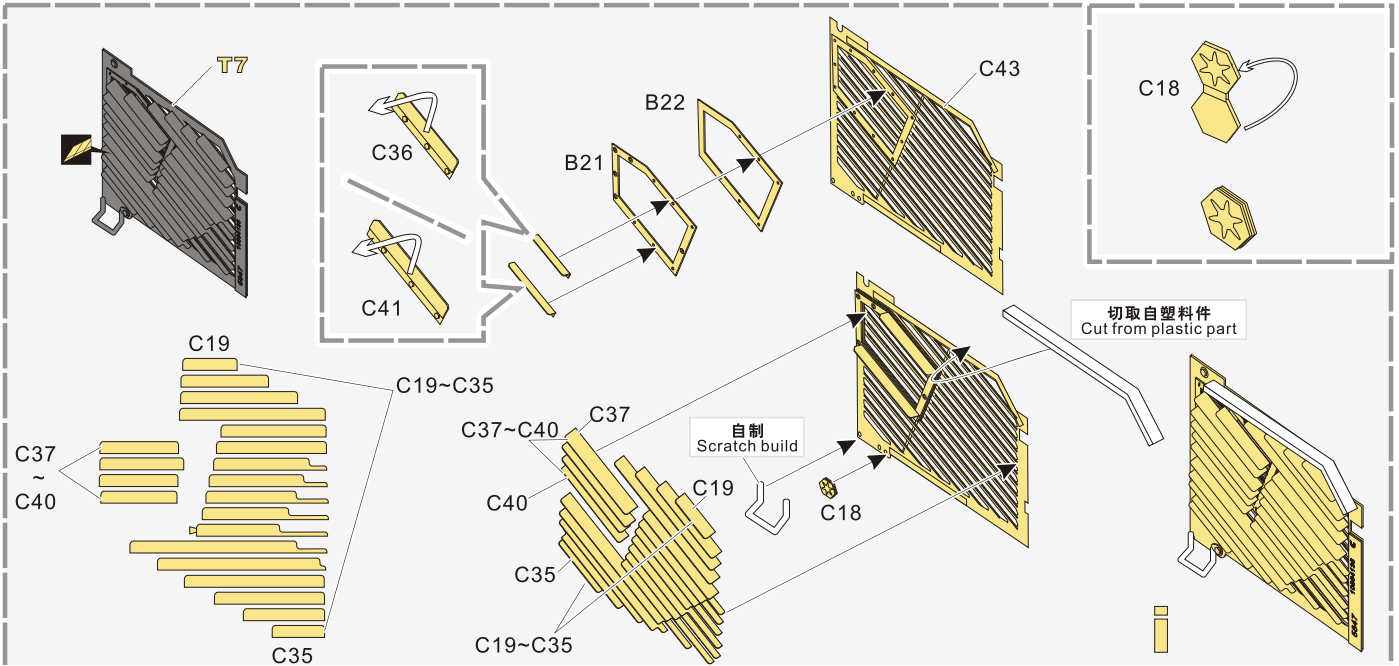 T7
C36
C41
B21
B22
C43
C18
切取自塑料件
Cut from plastic part
C19
C19~C35
C37
~
C40
C35
C37~C40
C37
C40
C19
C35
C19~C35
自制
Scratch build
C18
5847